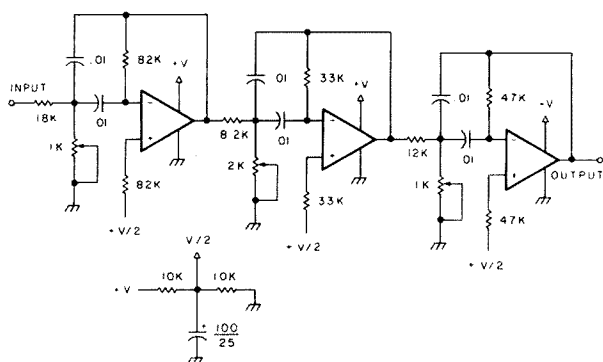 INPUT
18K
.01
01
82K
+V
1K
82K
+V/2
8 2K
01
01
33K
+V
2K
33K
+V/2
12K
.01
01
47K
-V
1K
47K
+V/2
OUTPUT
V/2
+V
10K
10K
+
100
25